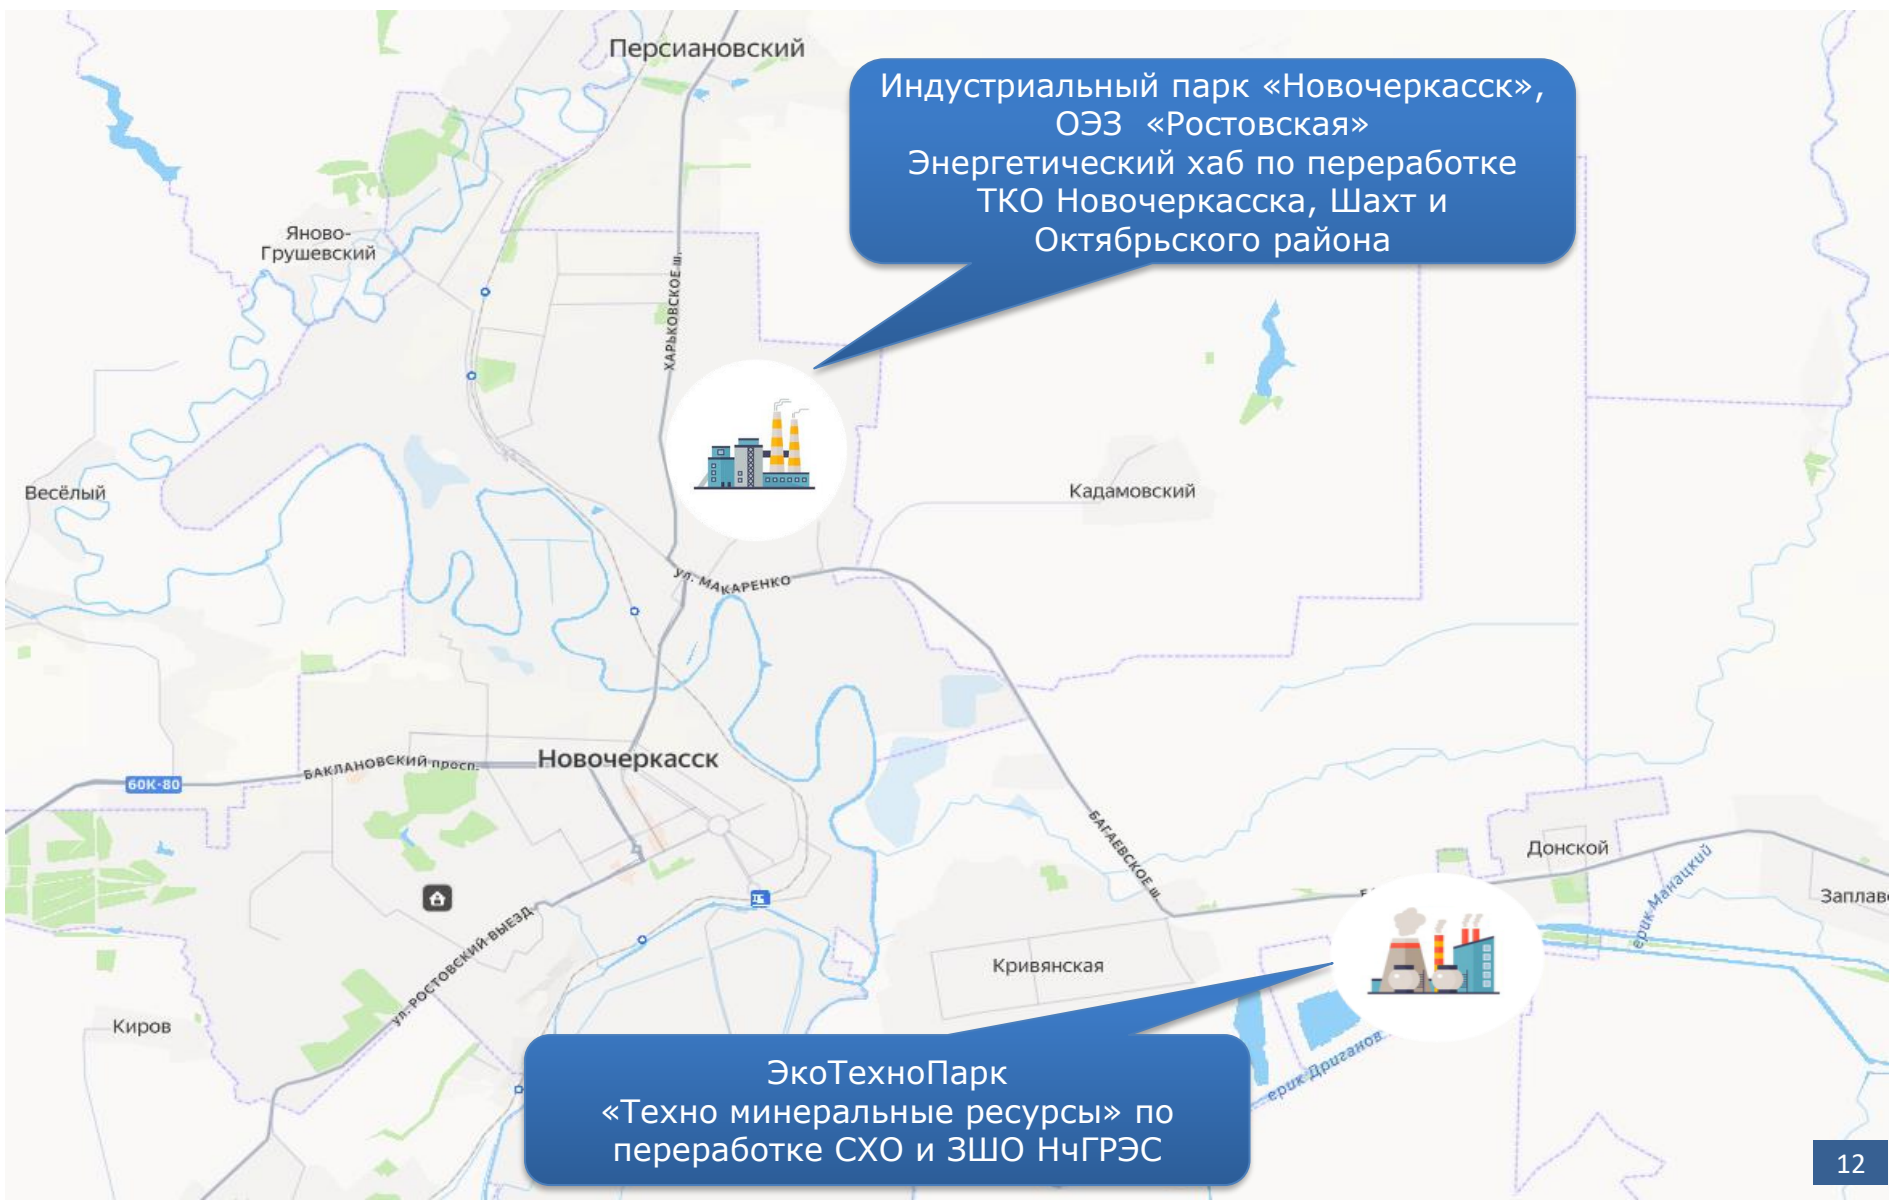 Персиановский
Индустриальный парк «Новочеркасск»,
ОЭЗ «Ростовская»
Энергетический хаб по переработке
ТКО Новочеркасска, Шахт и
Октябрьского района
Яново-
Грушевский
ХАРЬКОВСКОЕ Ш.
Весёлый
Кадамовский
УЛ. МАКАРЕНКО
Новочеркасск
БАКЛАНОВСКИЙ просп.
60К-80
БАГАЕВСКОЕ Ш.
Донской
ерик Манацкий
УЛ. РОСТОВСКИЙ ВЫЕЗД
Кривянская
Киров
ерик Дриганов
ЭкоТехноПарк
«Техно минеральные ресурсы» по
переработке СХО и ЗШО НчГРЭС
12